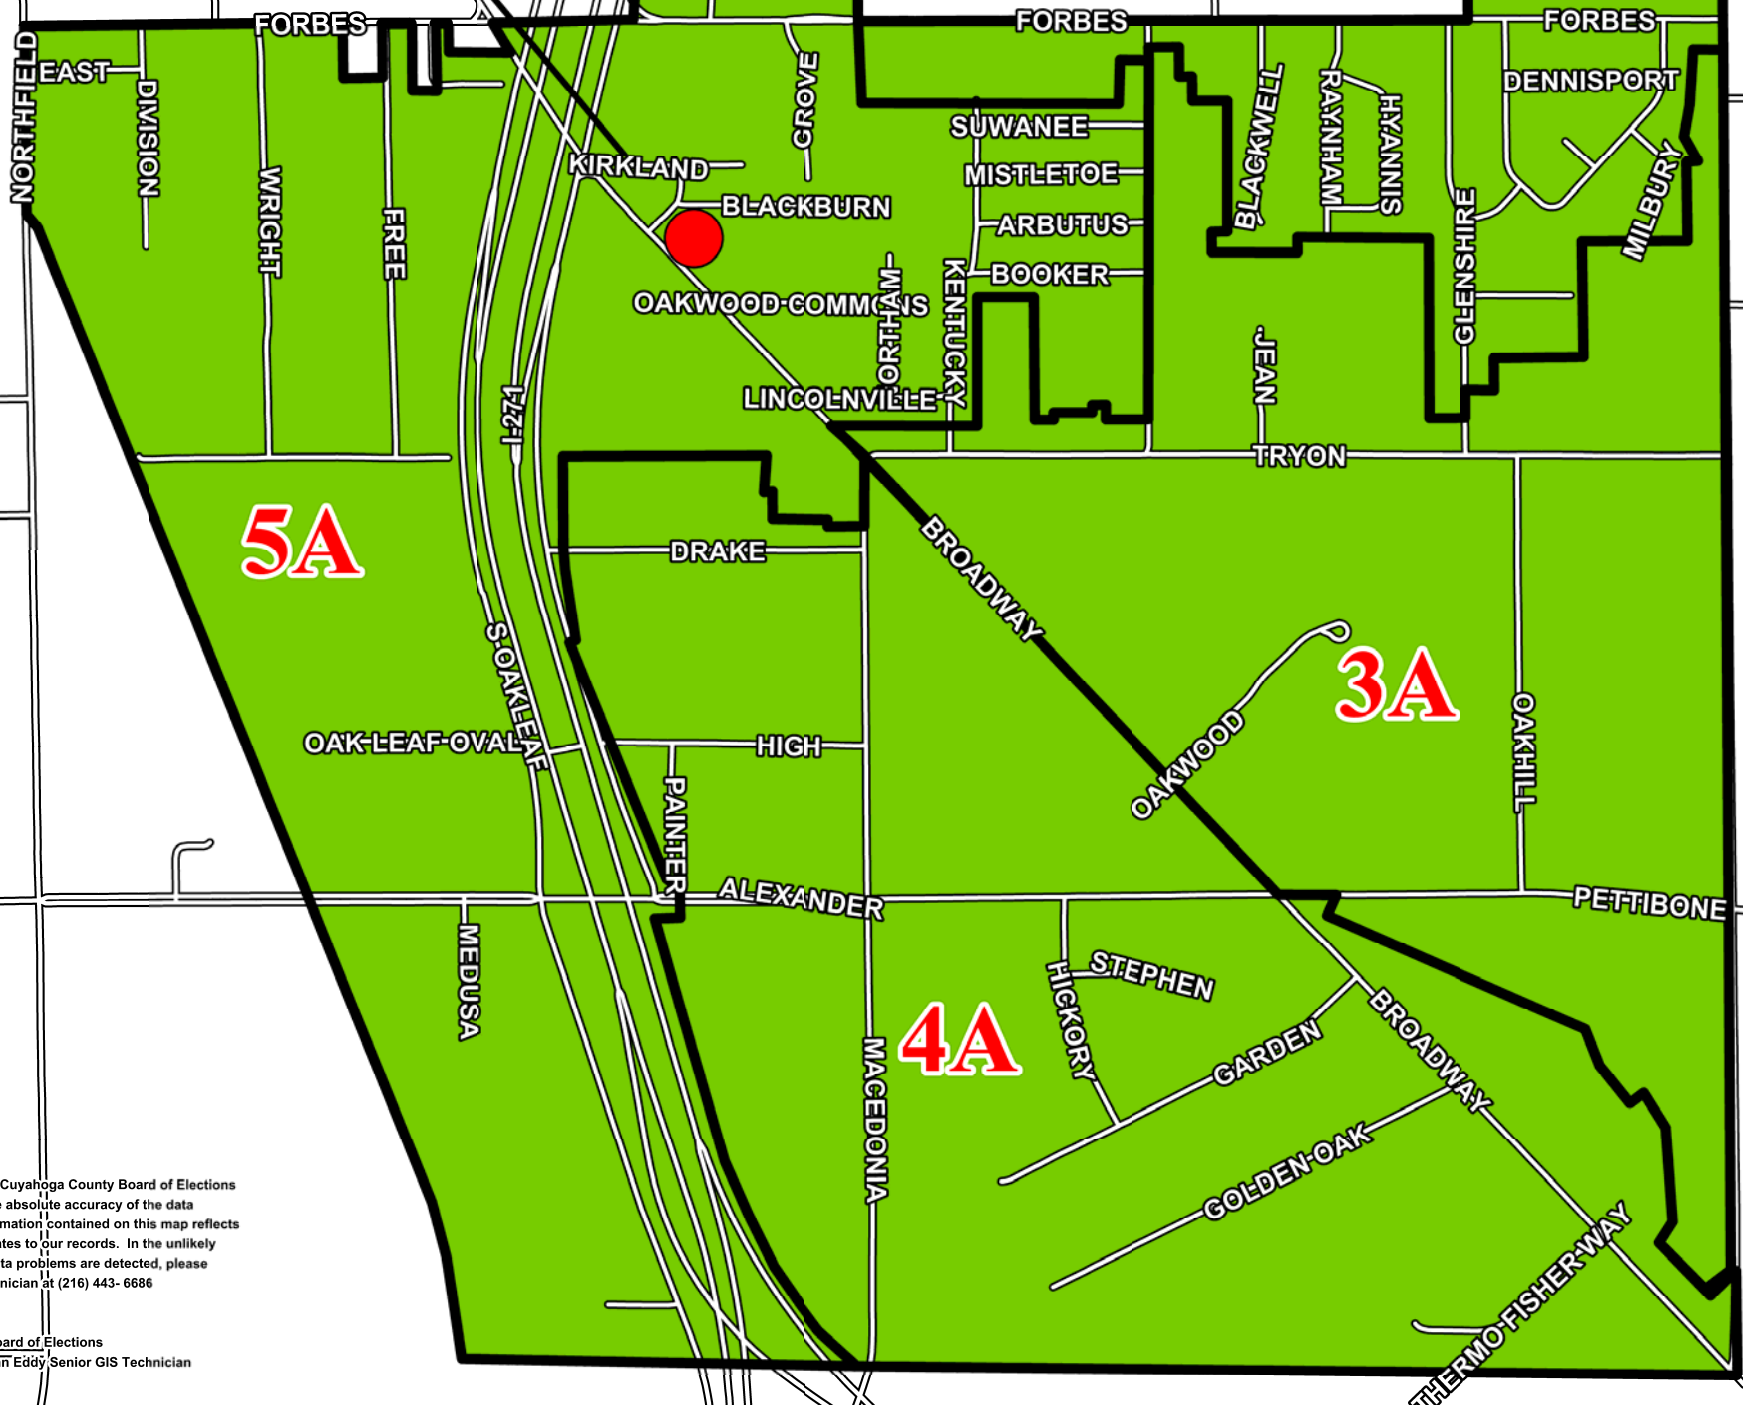 FORBES
FORBES
FORBES
NORTHFIELD
EAST
DIVISION
WRIGHT
FREE
GROVE
KIRKLAND
BLACKBURN
SUWANEE
MISTLETOE
ARBUTUS
BOOKER
BLACKWELL
RAYNHAM
HYANNIS
DENNISPORT
MILBURY
GLENSHIRE
OAKWOOD COMMONS
KENTUCKY
LINCOLNVILLE
JEAN
I-271
TRYON
5A
DRAKE
BROADWAY
3A
S OAKLEAF
OAK LEAF OVAL
HIGH
PAINTER
OAKWOOD
OAKHILL
ALEXANDER
PETTIBONE
MEDUSA
STEPHEN
HICKORY
4A
GARDEN
BROADWAY
MACEDONIA
GOLDEN OAK
THERMO FISHER WAY
Cuyahoga County Board of Elections
absolute accuracy of the data
mation contained on this map reflects
tes to our records. In the unlikely
ta problems are detected, please
nician at (216) 443- 6686
oard of Elections
n Eddy Senior GIS Technician